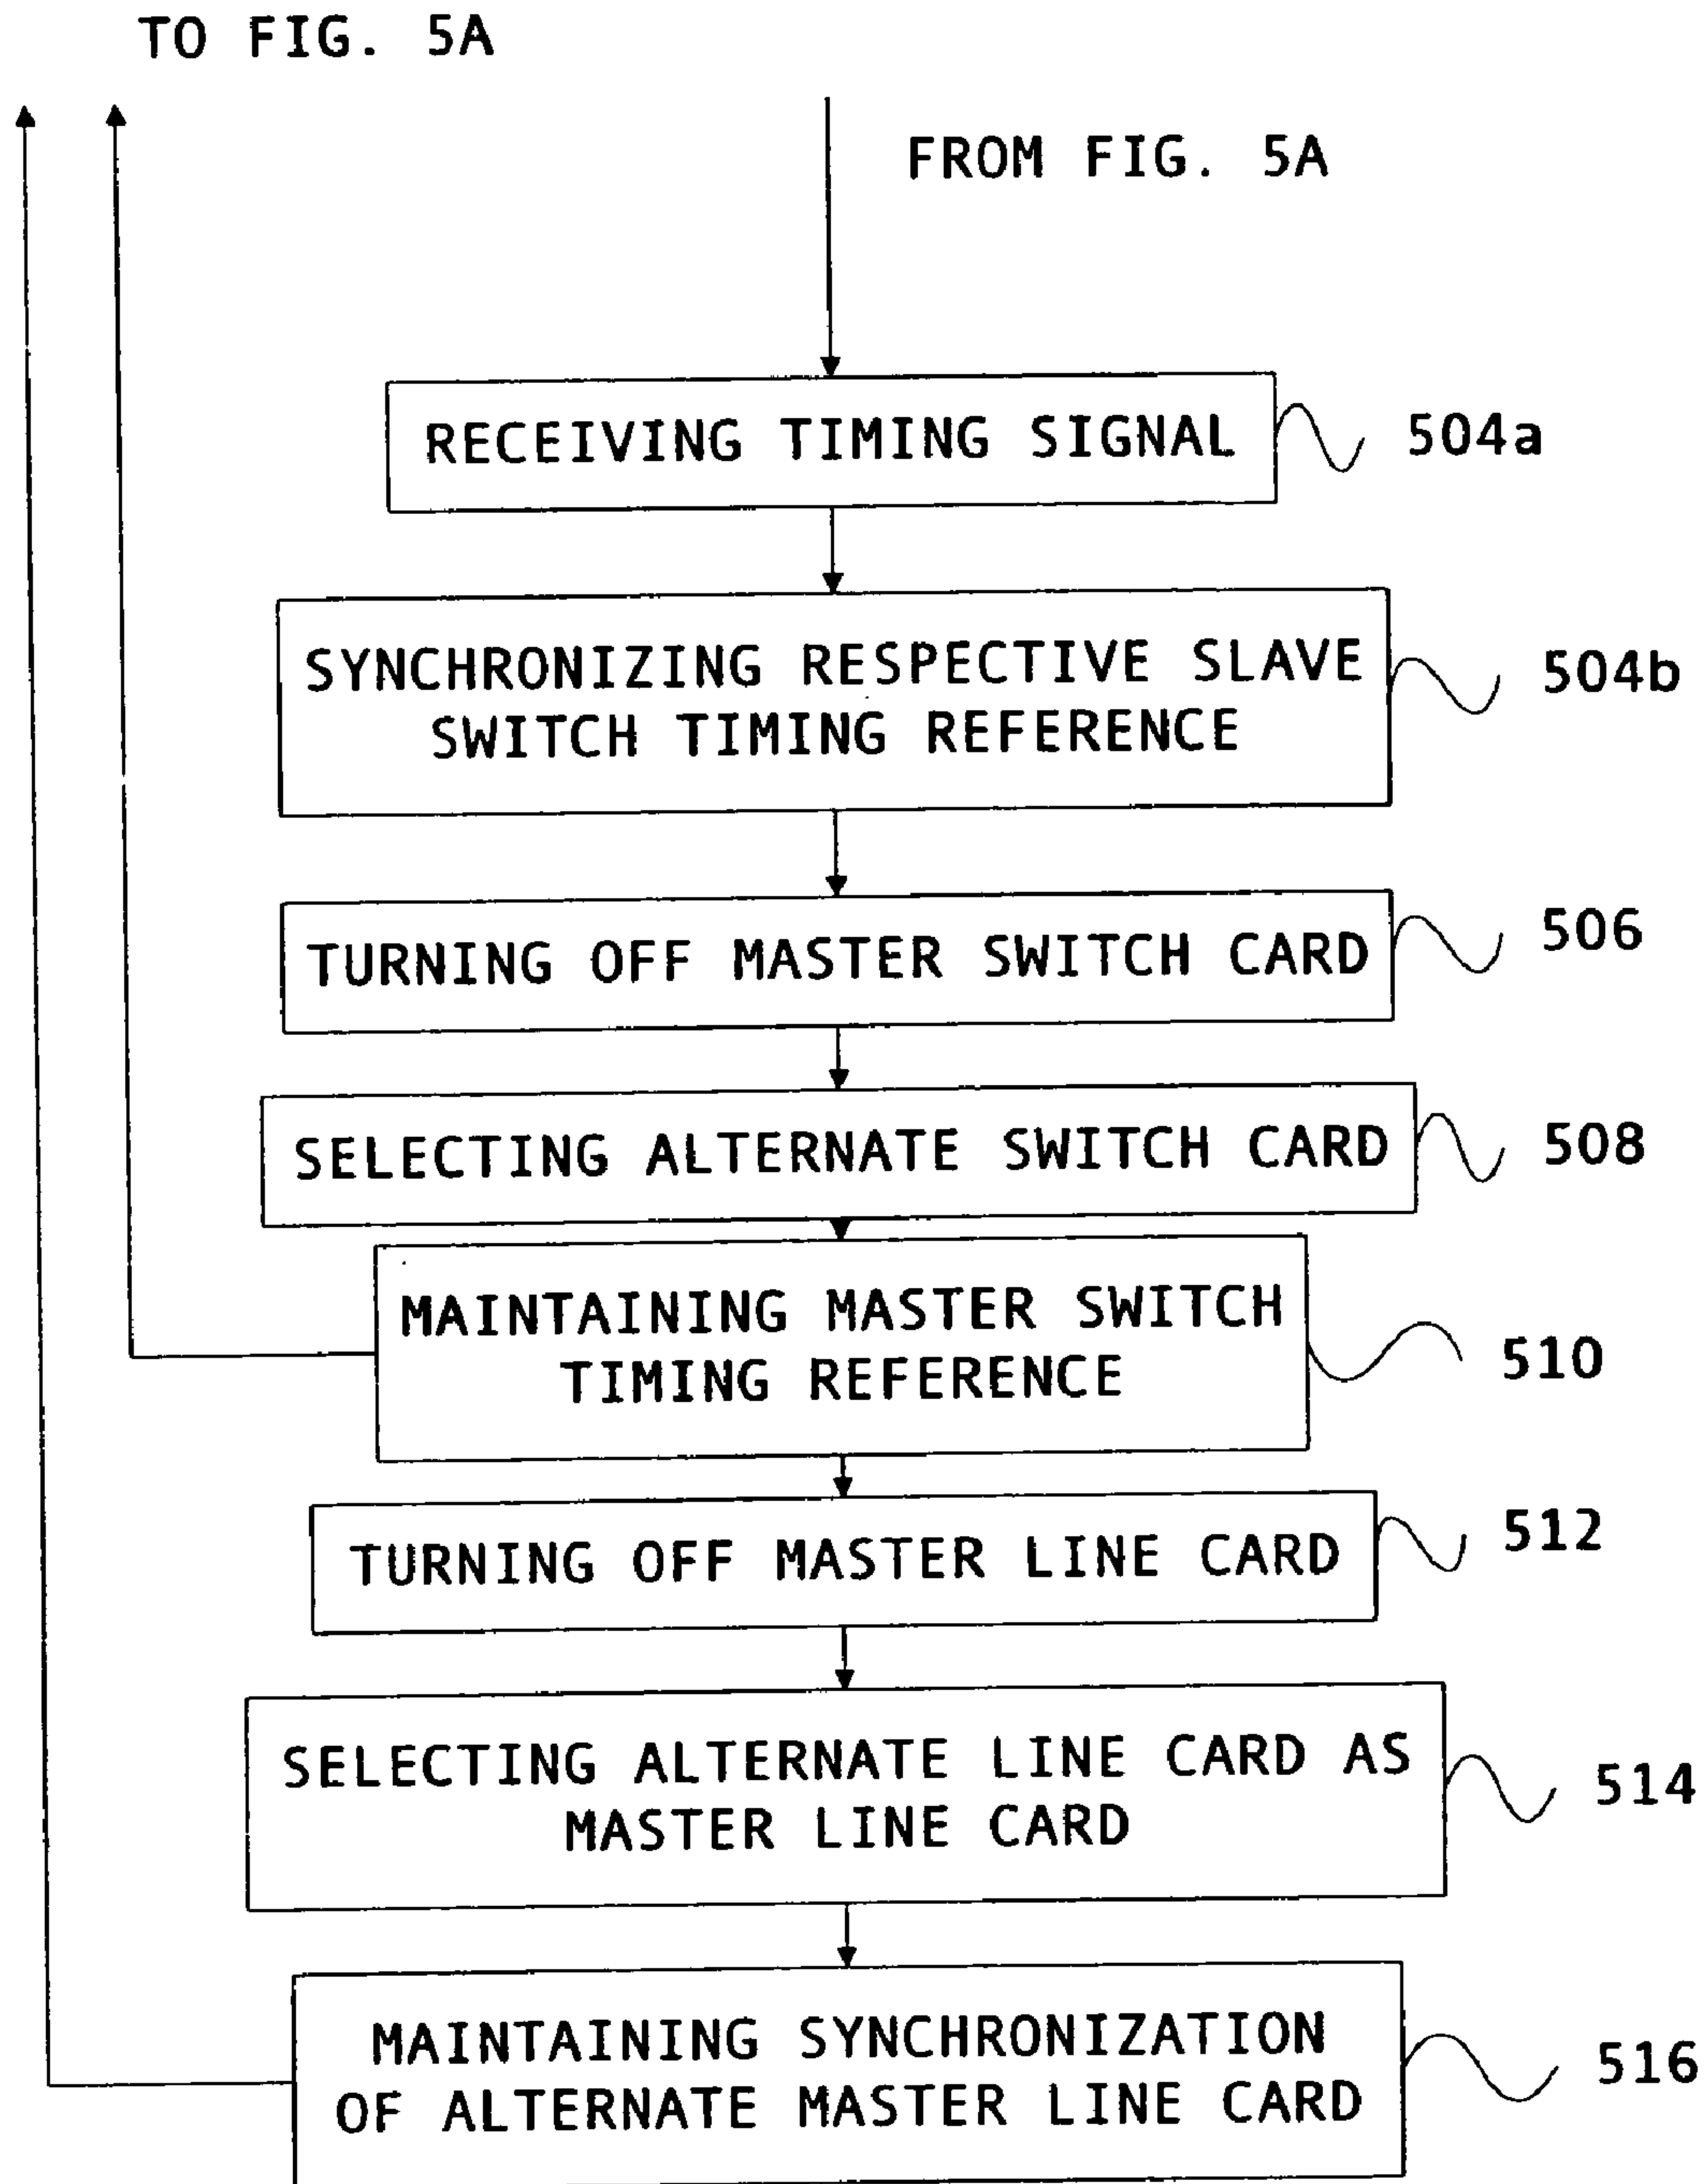 TO FIG. 5A
FROM FIG. 5A
RECEIVING TIMING SIGNAL
504a
SYNCHRONIZING RESPECTIVE SLAVE
SWITCH TIMING REFERENCE
504b
TURNING OFF MASTER SWITCH CARD
506
SELECTING ALTERNATE SWITCH CARD
508
MAINTAINING MASTER SWITCH
TIMING REFERENCE
510
TURNING OFF MASTER LINE CARD
512
SELECTING ALTERNATE LINE CARD AS
MASTER LINE CARD
514
MAINTAINING SYNCHRONIZATION
OF ALTERNATE MASTER LINE CARD
516